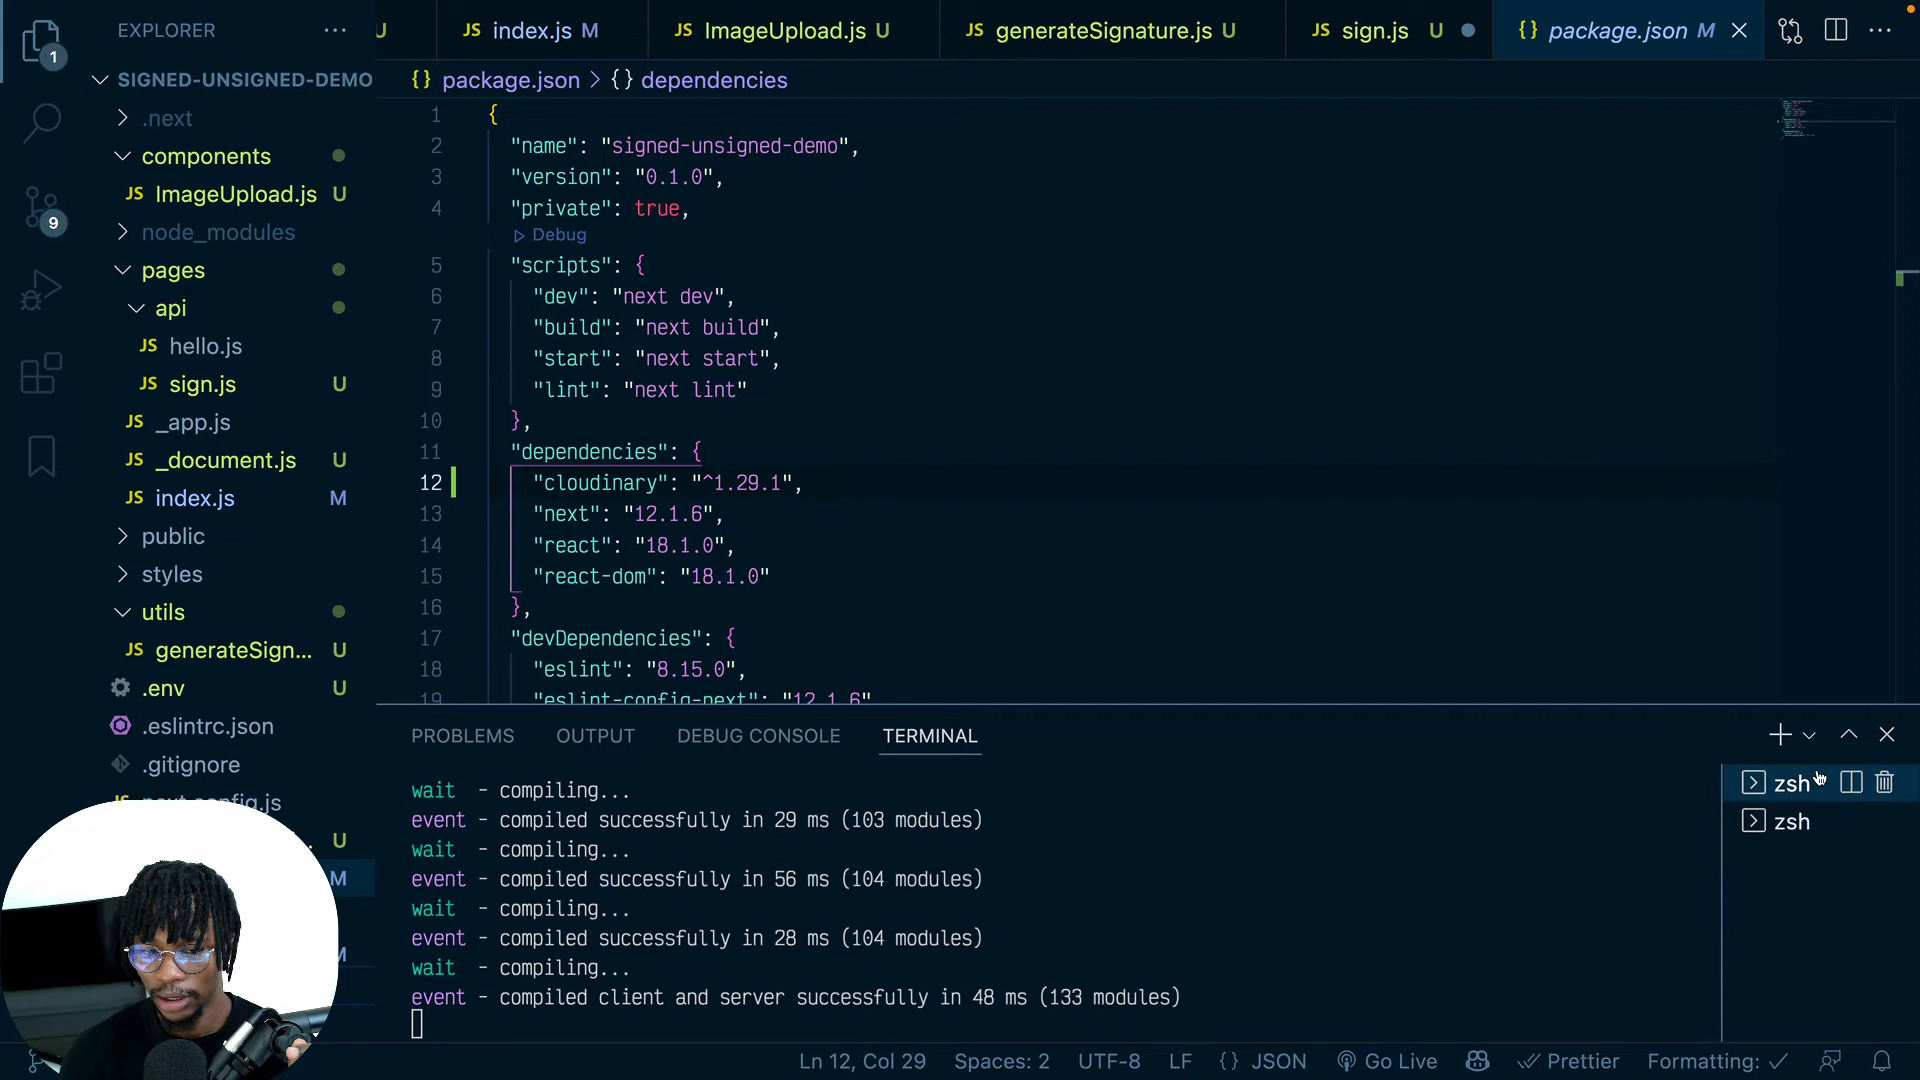 EXPLORER
1
SIGNED-UNSIGNED-DEMO
.next
components
JS ImageUpload.js U
node_modules
9
pages
api
JS hello.js
JS sign.js U
JS _app.js
JS _document.js U
JS index.js M
public
styles
utils
JS generateSign... U
.env U
.eslintrc.json
.gitignore
U
M
M
U
JS index.js M
JS ImageUpload.js U
JS generateSignature.js U
JS sign.js U
{} package.json M
{} package.json > {} dependencies
1 {
2 "name": "signed-unsigned-demo",
3 "version": "0.1.0",
4 "private": true,
Debug
5 "scripts": {
6 "dev": "next dev",
7 "build": "next build",
8 "start": "next start",
9 "lint": "next lint"
10 },
11 "dependencies": {
12 "cloudinary": "^1.29.1",
13 "next": "12.1.6",
14 "react": "18.1.0",
15 "react-dom": "18.1.0"
16 },
17 "devDependencies": {
18 "eslint": "8.15.0",
19 "eslint-config-next": "12.1.6"
PROBLEMS OUTPUT DEBUG CONSOLE TERMINAL
wait - compiling...
event - compiled successfully in 29 ms (103 modules)
wait - compiling...
event - compiled successfully in 56 ms (104 modules)
wait - compiling...
event - compiled successfully in 28 ms (104 modules)
wait - compiling...
event - compiled client and server successfully in 48 ms (133 modules)
zsh
zsh
Ln 12, Col 29 Spaces: 2 UTF-8 LF {} JSON Go Live Prettier Formatting: ✓